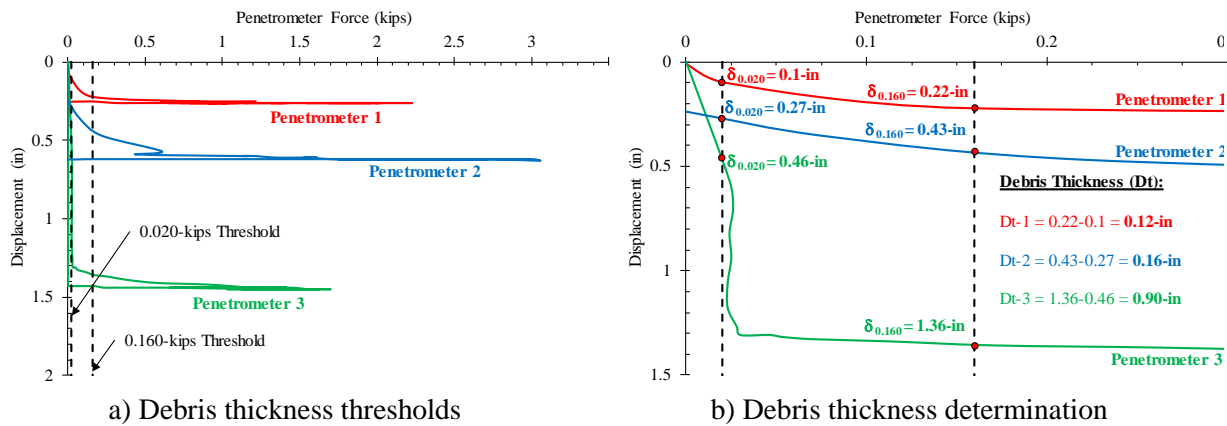 Penetrometer Force (kips)
0 0.5 1 1.5 2 2.5 3
0
0.5
1
1.5
2
Displacement (in)
Penetrometer 1
Penetrometer 2
0.020-kips Threshold
Penetrometer 3
0.160-kips Threshold
a) Debris thickness thresholds
Penetrometer Force (kips)
0 0.1 0.2 0.
0
0.5
1
1.5
Displacement (in)
δ0.020 = 0.1-in
δ0.160 = 0.22-in
Penetrometer 1
δ0.020 = 0.27-in
δ0.160 = 0.43-in
Penetrometer 2
δ0.020 = 0.46-in
Debris Thickness (Dt):
Dt-1 = 0.22-0.1 = 0.12-in
Dt-2 = 0.43-0.27 = 0.16-in
Dt-3 = 1.36-0.46 = 0.90-in
δ0.160 = 1.36-in
Penetrometer 3
b) Debris thickness determination